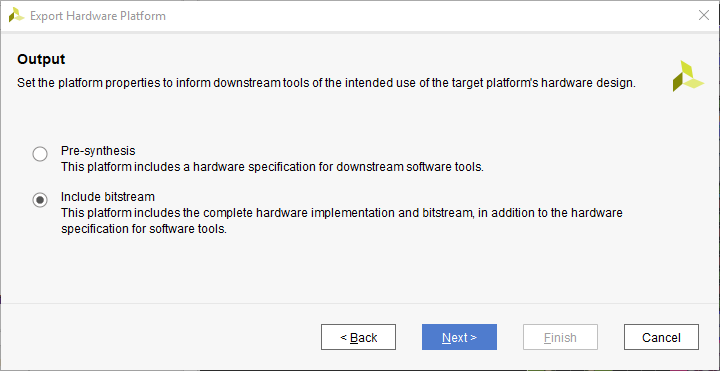 Export Hardware Platform
Output
Set the platform properties to inform downstream tools of the intended use of the target platform's hardware design.
Pre-synthesis
This platform includes a hardware specification for downstream software tools.
Include bitstream
This platform includes the complete hardware implementation and bitstream, in addition to the hardware
specification for software tools.
< Back
Next >
Finish
Cancel